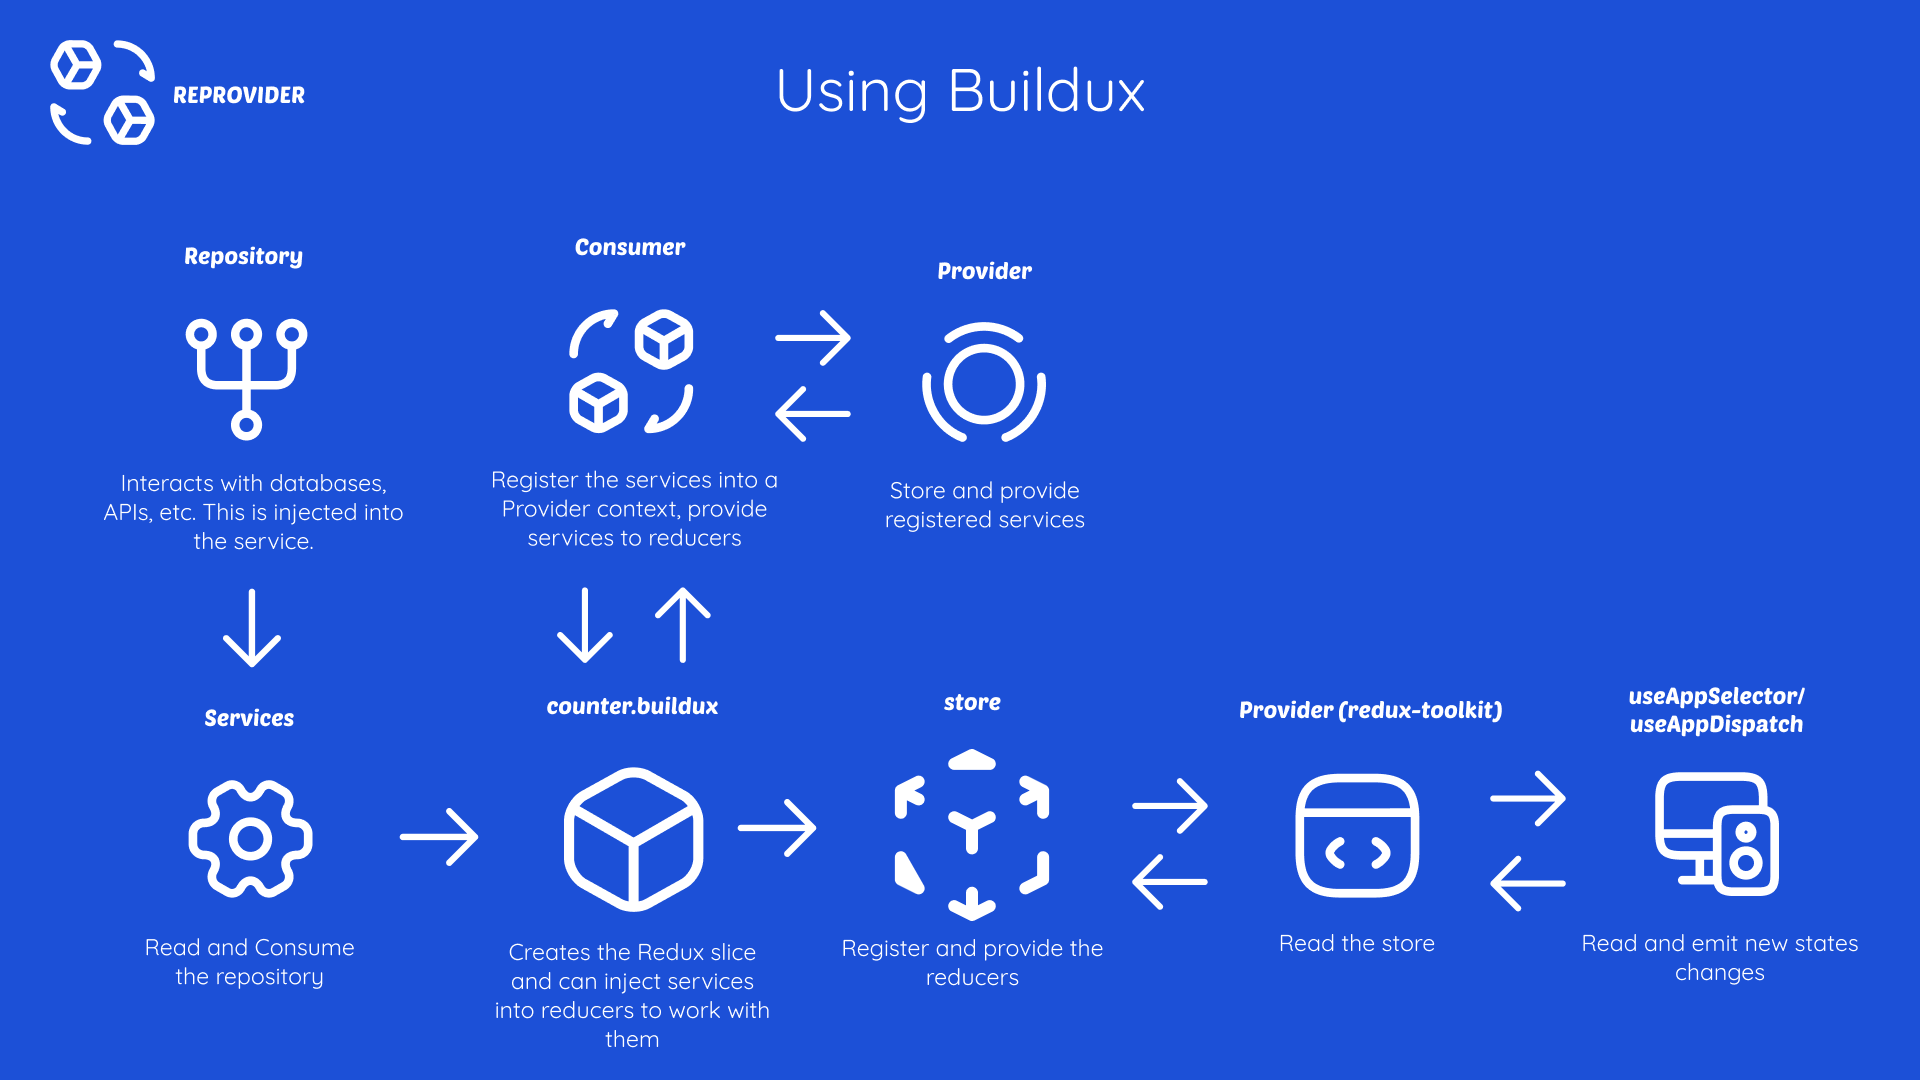 REPROVIDER
Using Buildux
Repository
Interacts with databases,
APIs, etc. This is injected into
the service.
Consumer
Register the services into a
Provider context, provide
services to reducers
Provider
Store and provide
registered services
Services
Read and Consume
the repository
counter.buildux
Creates the Redux slice
and can inject services
into reducers to work with
them
store
Register and provide the
reducers
Provider (redux-toolkit)
Read the store
useAppSelector/
useAppDispatch
Read and emit new states
changes